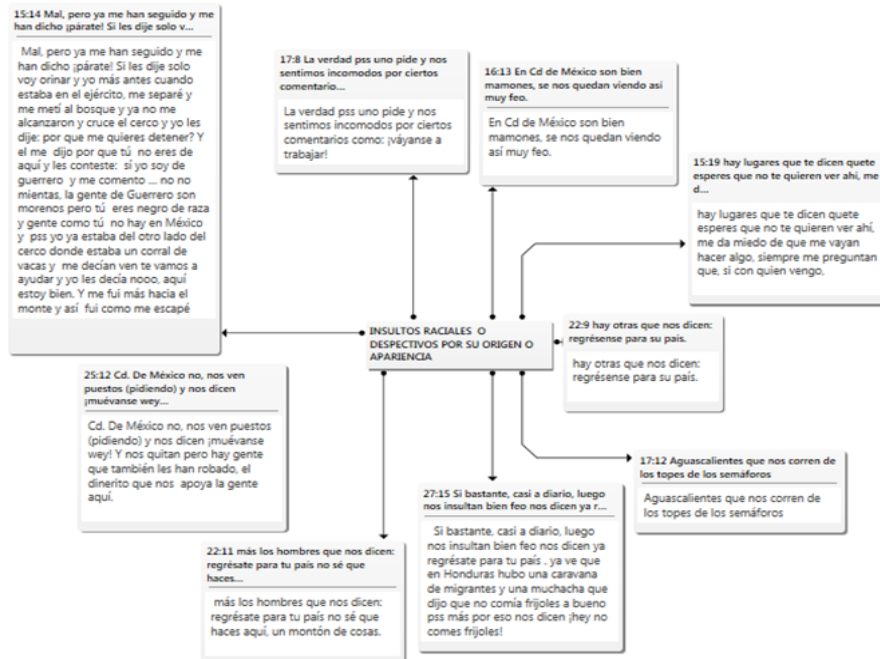 15:14 Mal, pero ya me han seguido y me
han dicho ¡párate! Si les dije solo v...
Mal, pero ya me han seguido y me
han dicho ¡párate! Si les dije solo
voy orinar y yo más antes cuando
estaba en el ejército, me separé y
me metí al bosque y ya no me
alcanzaron y cruce el cerco y yo les
dije: por que me quieres detener? Y
el me dijo por que tú no eres de
aquí y les conteste: sí yo soy de
guerrero y me comento ... no no
mientas, la gente de Guerrero son
morenos pero tú eres negro de raza
y gente como tú no hay en México
y pss yo ya estaba del otro lado del
cerco donde estaba un corral de
vacas y me decían ven te vamos a
ayudar y yo les decía nooo, aquí
estoy bien. Y me fui más hacia el
monte y así fui como me escapé
17:8 La verdad pss uno pide y nos
sentimos incomodos por ciertos
comentario...
La verdad pss uno pide y nos
sentimos incomodos por ciertos
comentarios como: ¡váyanse a
trabajar!
16:13 En Cd de México son bien
mamones, se nos quedan viendo asi
muy feo.
En Cd de México son bien
mamones, se nos quedan viendo
así muy feo.
15:19 hay lugares que te dicen quete
esperes que no te quieren ver ahí, me
d...
hay lugares que te dicen quete
esperes que no te quieren ver ahí,
me da miedo de que me vayan
hacer algo, siempre me preguntan
que, si con quien vengo,
INSULTOS RACIALES O
DESPECTIVOS POR SU ORIGEN O
APARIENCIA
22:9 hay otras que nos dicen:
regrésense para su país.
hay otras que nos dicen:
regrésense para su país.
25:12 Cd. De México no, nos ven
puestos (pidiendo) y nos dicen
¡muévanse wey...
Cd. De México no, nos ven puestos
(pidiendo) y nos dicen ¡muévanse
wey! Y nos quitan pero hay gente
que también les han robado, el
dinerito que nos apoya la gente
aquí.
17:12 Aguascalientes que nos corren de
los topes de los semáforos
Aguascalientes que nos corren de
los topes de los semáforos
27:15 Si bastante, casi a diario, luego
nos insultan bien feo nos dicen ya r...
Si bastante, casi a diario, luego
nos insultan bien feo nos dicen ya
regrésate para tu país . ya ve que
en Honduras hubo una caravana
de migrantes y una muchacha que
dijo que no comía frijoles a bueno
pss más por eso nos dicen ¡hey no
comes frijoles!
22:11 más los hombres que nos dicen:
regrésate para tu país no sé que
haces...
más los hombres que nos dicen:
regrésate para tu país no sé que
haces aquí, un montón de cosas.